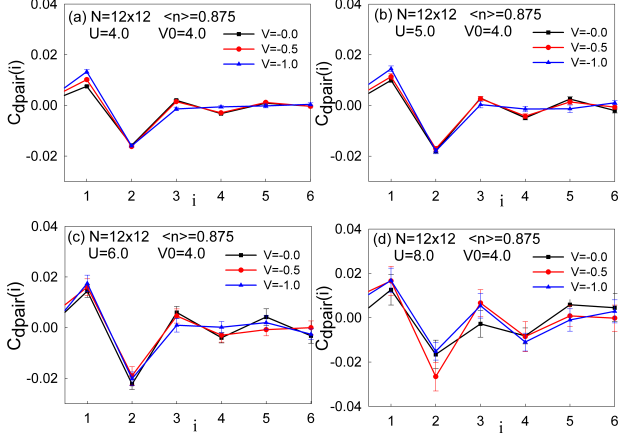 (a) N=12x12 <n>=0.875
U=4.0 V0=4.0
V=-0.0
V=-0.5
V=-1.0
0.04
0.02
0.00
-0.02
C_dpair(i)
1 2 3 4 5 6
i
(b) N=12x12 <n>=0.875
U=5.0 V0=4.0
V=-0.0
V=-0.5
V=-1.0
0.04
0.02
0.00
-0.02
C_dpair(i)
1 2 3 4 5 6
i
(c) N=12x12 <n>=0.875
U=6.0 V0=4.0
V=-0.0
V=-0.5
V=-1.0
0.04
0.02
0.00
-0.02
C_dpair(i)
1 2 3 4 5 6
i
(d) N=12x12 <n>=0.875
U=8.0 V0=4.0
V=-0.0
V=-0.5
V=-1.0
0.04
0.02
0.00
-0.02
-0.04
C_dpair(i)
1 2 3 4 5 6
i